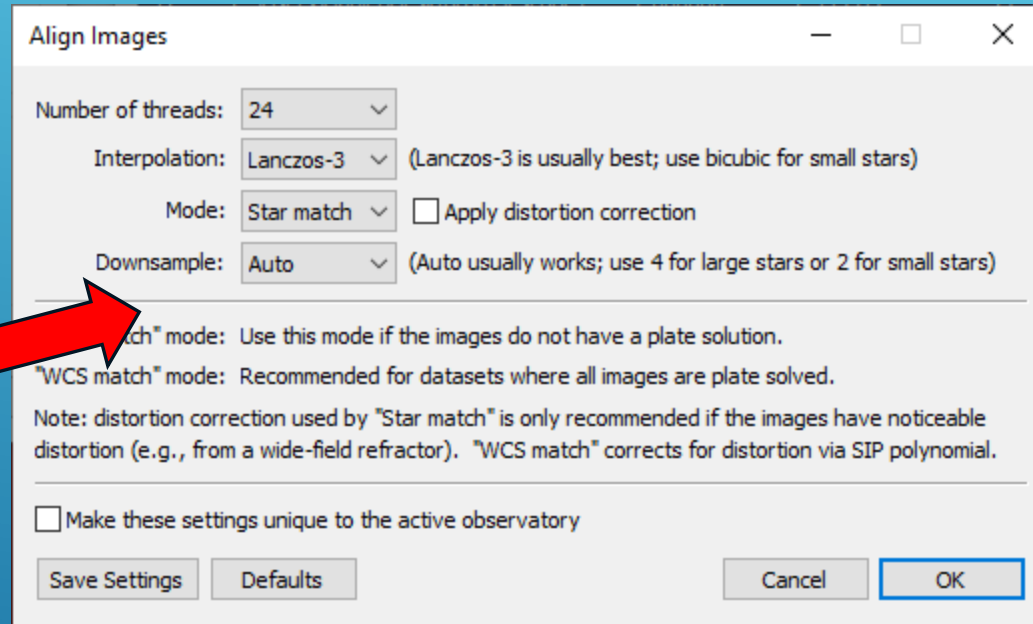 Align Images
Number of threads: 24
Interpolation: Lanczos-3 (Lanczos-3 is usually best; use bicubic for small stars)
Mode: Star match Apply distortion correction
Downsample: Auto (Auto usually works; use 4 for large stars or 2 for small stars)
tch" mode: Use this mode if the images do not have a plate solution.
"WCS match" mode: Recommended for datasets where all images are plate solved.
Note: distortion correction used by "Star match" is only recommended if the images have noticeable
distortion (e.g., from a wide-field refractor). "WCS match" corrects for distortion via SIP polynomial.
Make these settings unique to the active observatory
Save Settings Defaults Cancel OK